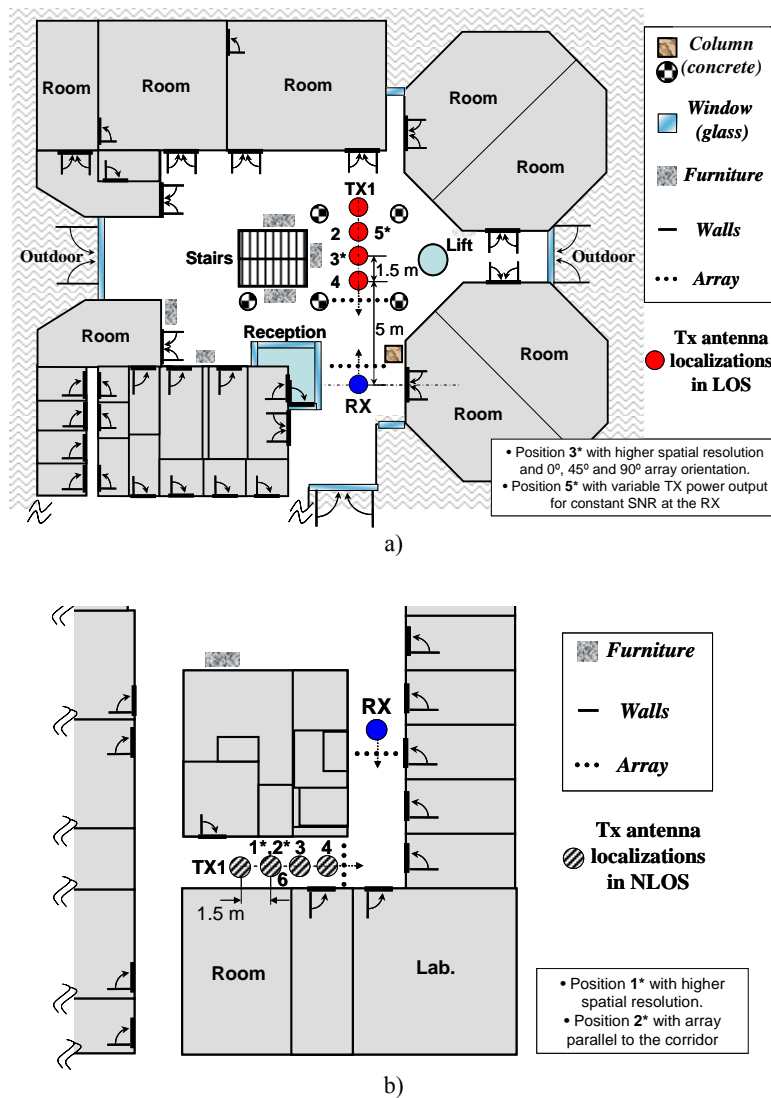 Room
Room
Room
Room
Room
Column
(concrete)
Window
(glass)
Furniture
Walls
Array
TX1
2
5*
3*
4
1.5 m
5 m
Stairs
Lift
Outdoor
Outdoor
Room
Reception
RX
Room
Room
Tx antenna
localizations
in LOS
• Position 3* with higher spatial resolution
and 0º, 45º and 90º array orientation.
• Position 5* with variable TX power output
for constant SNR at the RX
a)
Furniture
Walls
Array
RX
1*,2* 3 4
TX1
6
1.5 m
Room
Lab.
Tx antenna
localizations
in NLOS
• Position 1* with higher
spatial resolution.
• Position 2* with array
parallel to the corridor
b)